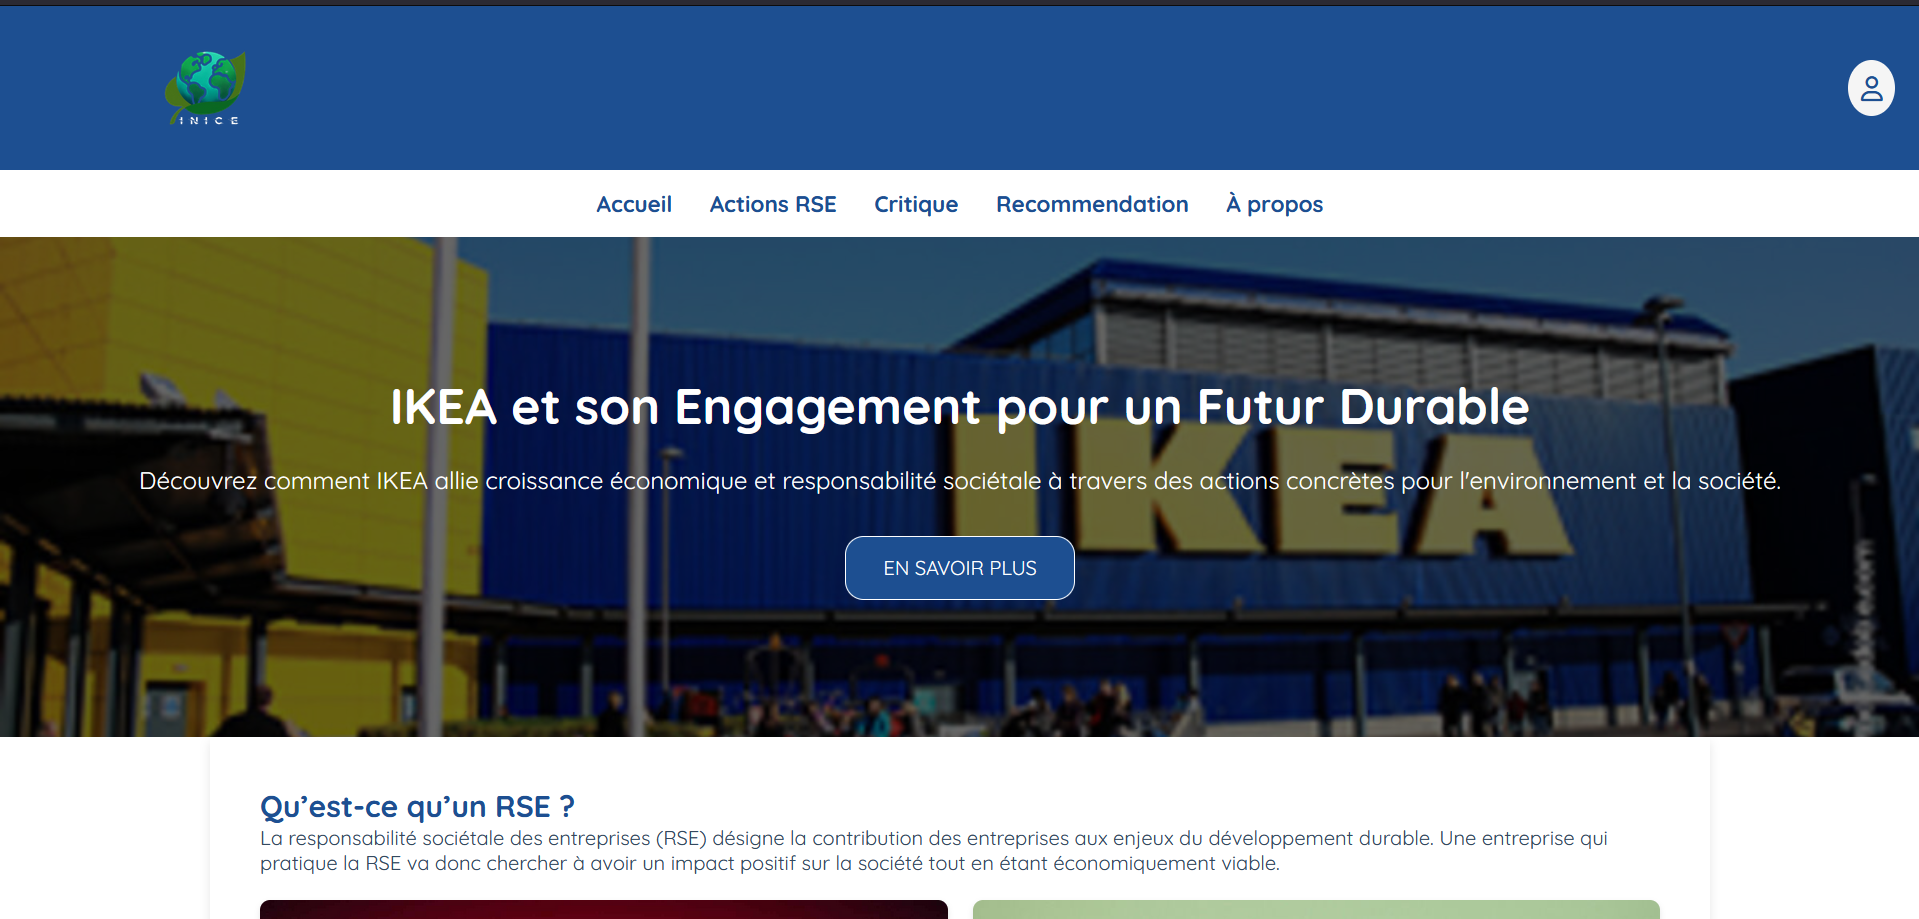 INICE
Accueil Actions RSE Critique Recommendation À propos
IKEA et son Engagement pour un Futur Durable
Découvrez comment IKEA allie croissance économique et responsabilité sociétale à travers des actions concrètes pour l'environnement et la société.
IKEA
EN SAVOIR PLUS
Qu’est-ce qu’un RSE ?
La responsabilité sociétale des entreprises (RSE) désigne la contribution des entreprises aux enjeux du développement durable. Une entreprise qui
pratique la RSE va donc chercher à avoir un impact positif sur la société tout en étant économiquement viable.